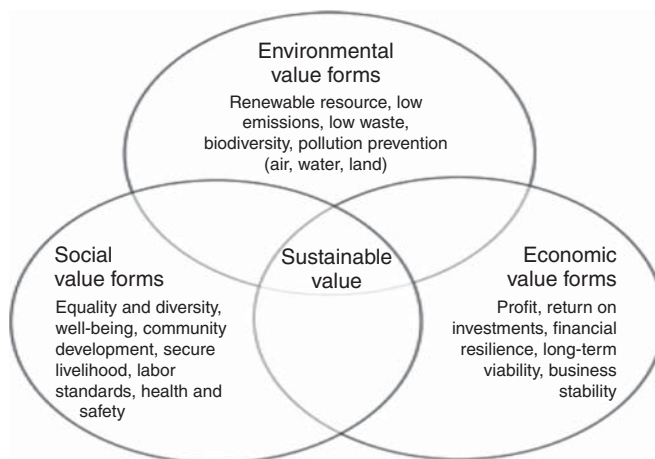 Environmental
value forms
Renewable resource, low
emissions, low waste,
biodiversity, pollution prevention
(air, water, land)
Social
value forms
Equality and diversity,
well-being, community
development, secure
livelihood, labor
standards, health and
safety
Sustainable
value
Economic
value forms
Profit, return on
investments, financial
resilience, long-term
viability, business
stability